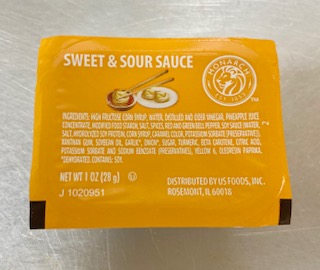 SWEET & SOUR SAUCE
MONARCH
EST. 1853
TM
INGREDIENTS: HIGH FRUCTOSE CORN SYRUP, WATER, DISTILLED AND CIDER VINEGAR, PINEAPPLE JUICE
CONCENTRATE, MODIFIED FOOD STARCH, SALT, SPICES, RED AND GREEN BELL PEPPER, SOY SAUCE (WATER,
SALT, HYDROLYZED SOY PROTEIN, CORN SYRUP, CARAMEL COLOR, POTASSIUM SORBATE (PRESERVATIVE),
XANTHAN GUM, SOYBEAN OIL, GARLIC*, ONION*, SUGAR, TURMERIC, BETA CAROTENE, CITRIC ACID,
POTASSIUM SORBATE AND SODIUM BENZOATE (PRESERVATIVES), YELLOW 6, OLEORESIN PAPRIKA.
*DEHYDRATED. CONTAINS: SOY.
NET WT 1 OZ (28 g) U
DISTRIBUTED BY US FOODS, INC.
J 1020951
ROSEMONT, IL 60018